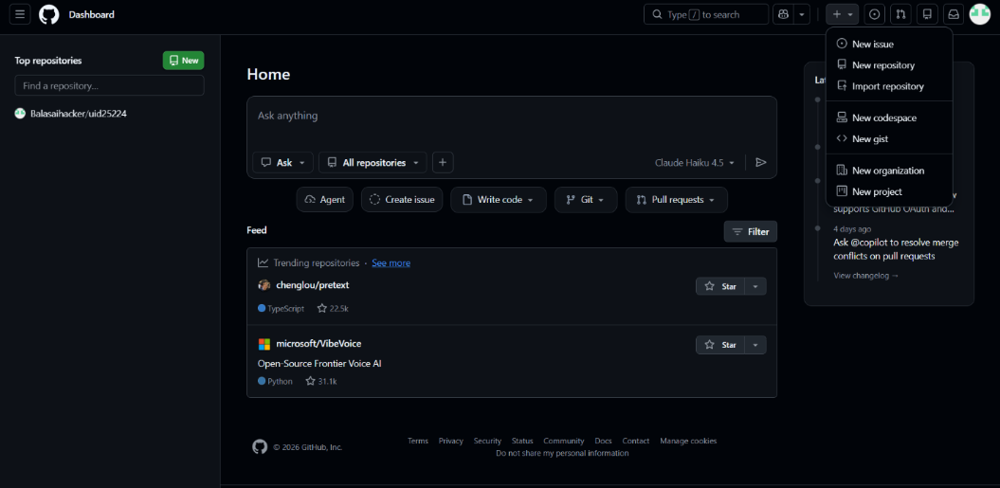 Dashboard
Type / to search
Top repositories
New
Find a repository...
Balasaihacker/uid25224
Home
Ask anything
Ask
All repositories
Claude Haiku 4.5
Agent
Create issue
Write code
Git
Pull requests
Feed
Filter
Trending repositories · See more
chenglou/pretext
Star
TypeScript
22.5k
microsoft/VibeVoice
Star
Open-Source Frontier Voice AI
Python
31.1k
New issue
New repository
Import repository
New codespace
New gist
New organization
New project
supports GitHub OAuth and...
4 days ago
Ask @copilot to resolve merge
conflicts on pull requests
View changelog →
© 2026 GitHub, Inc.
Terms
Privacy
Security
Status
Community
Docs
Contact
Manage cookies
Do not share my personal information